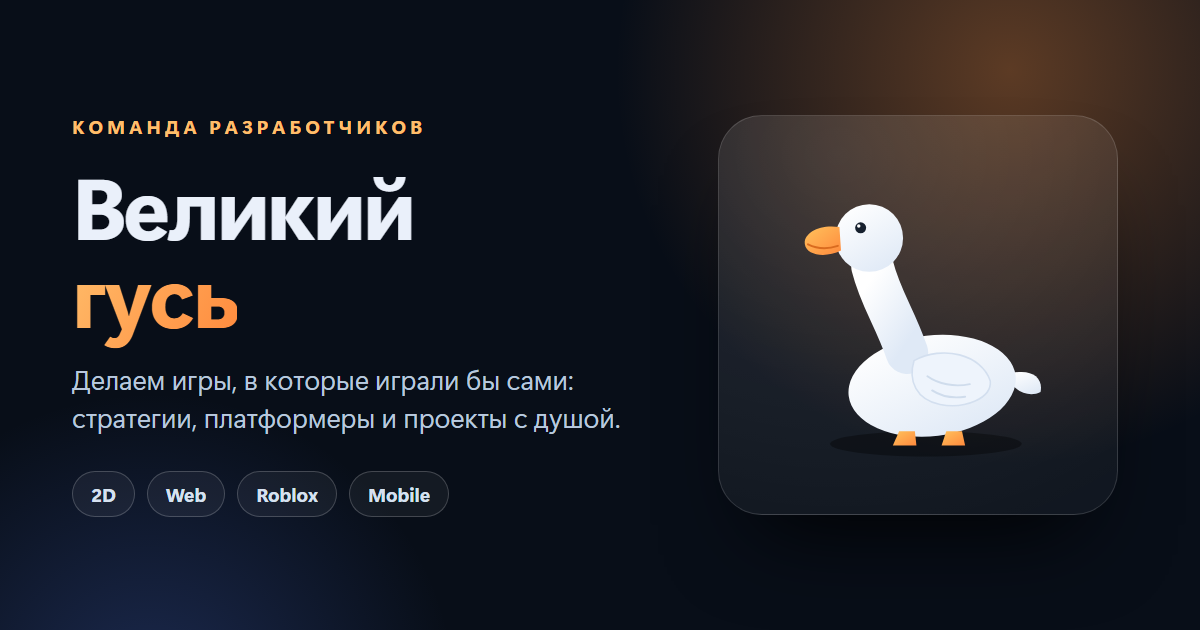 КОМАНДА РАЗРАБОТЧИКОВ
Великий
гусь
Делаем игры, в которые играли бы сами:
стратегии, платформеры и проекты с душой.
2D Web Roblox Mobile